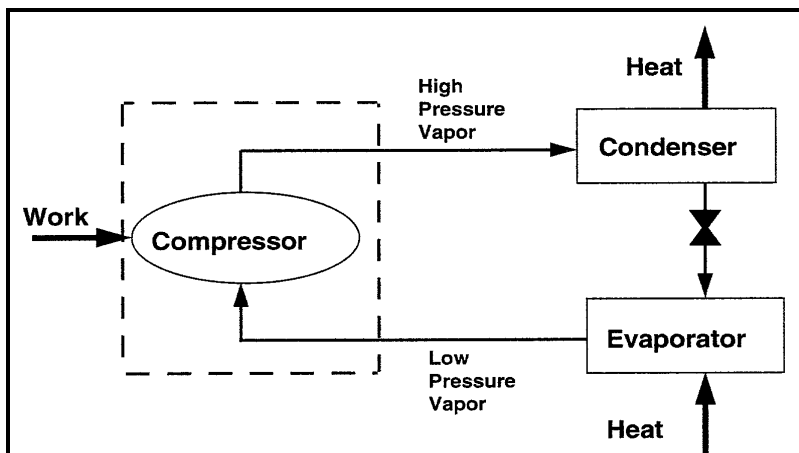 Heat
High
Pressure
Vapor
Condenser
Work
Compressor
Evaporator
Low
Pressure
Vapor
Heat